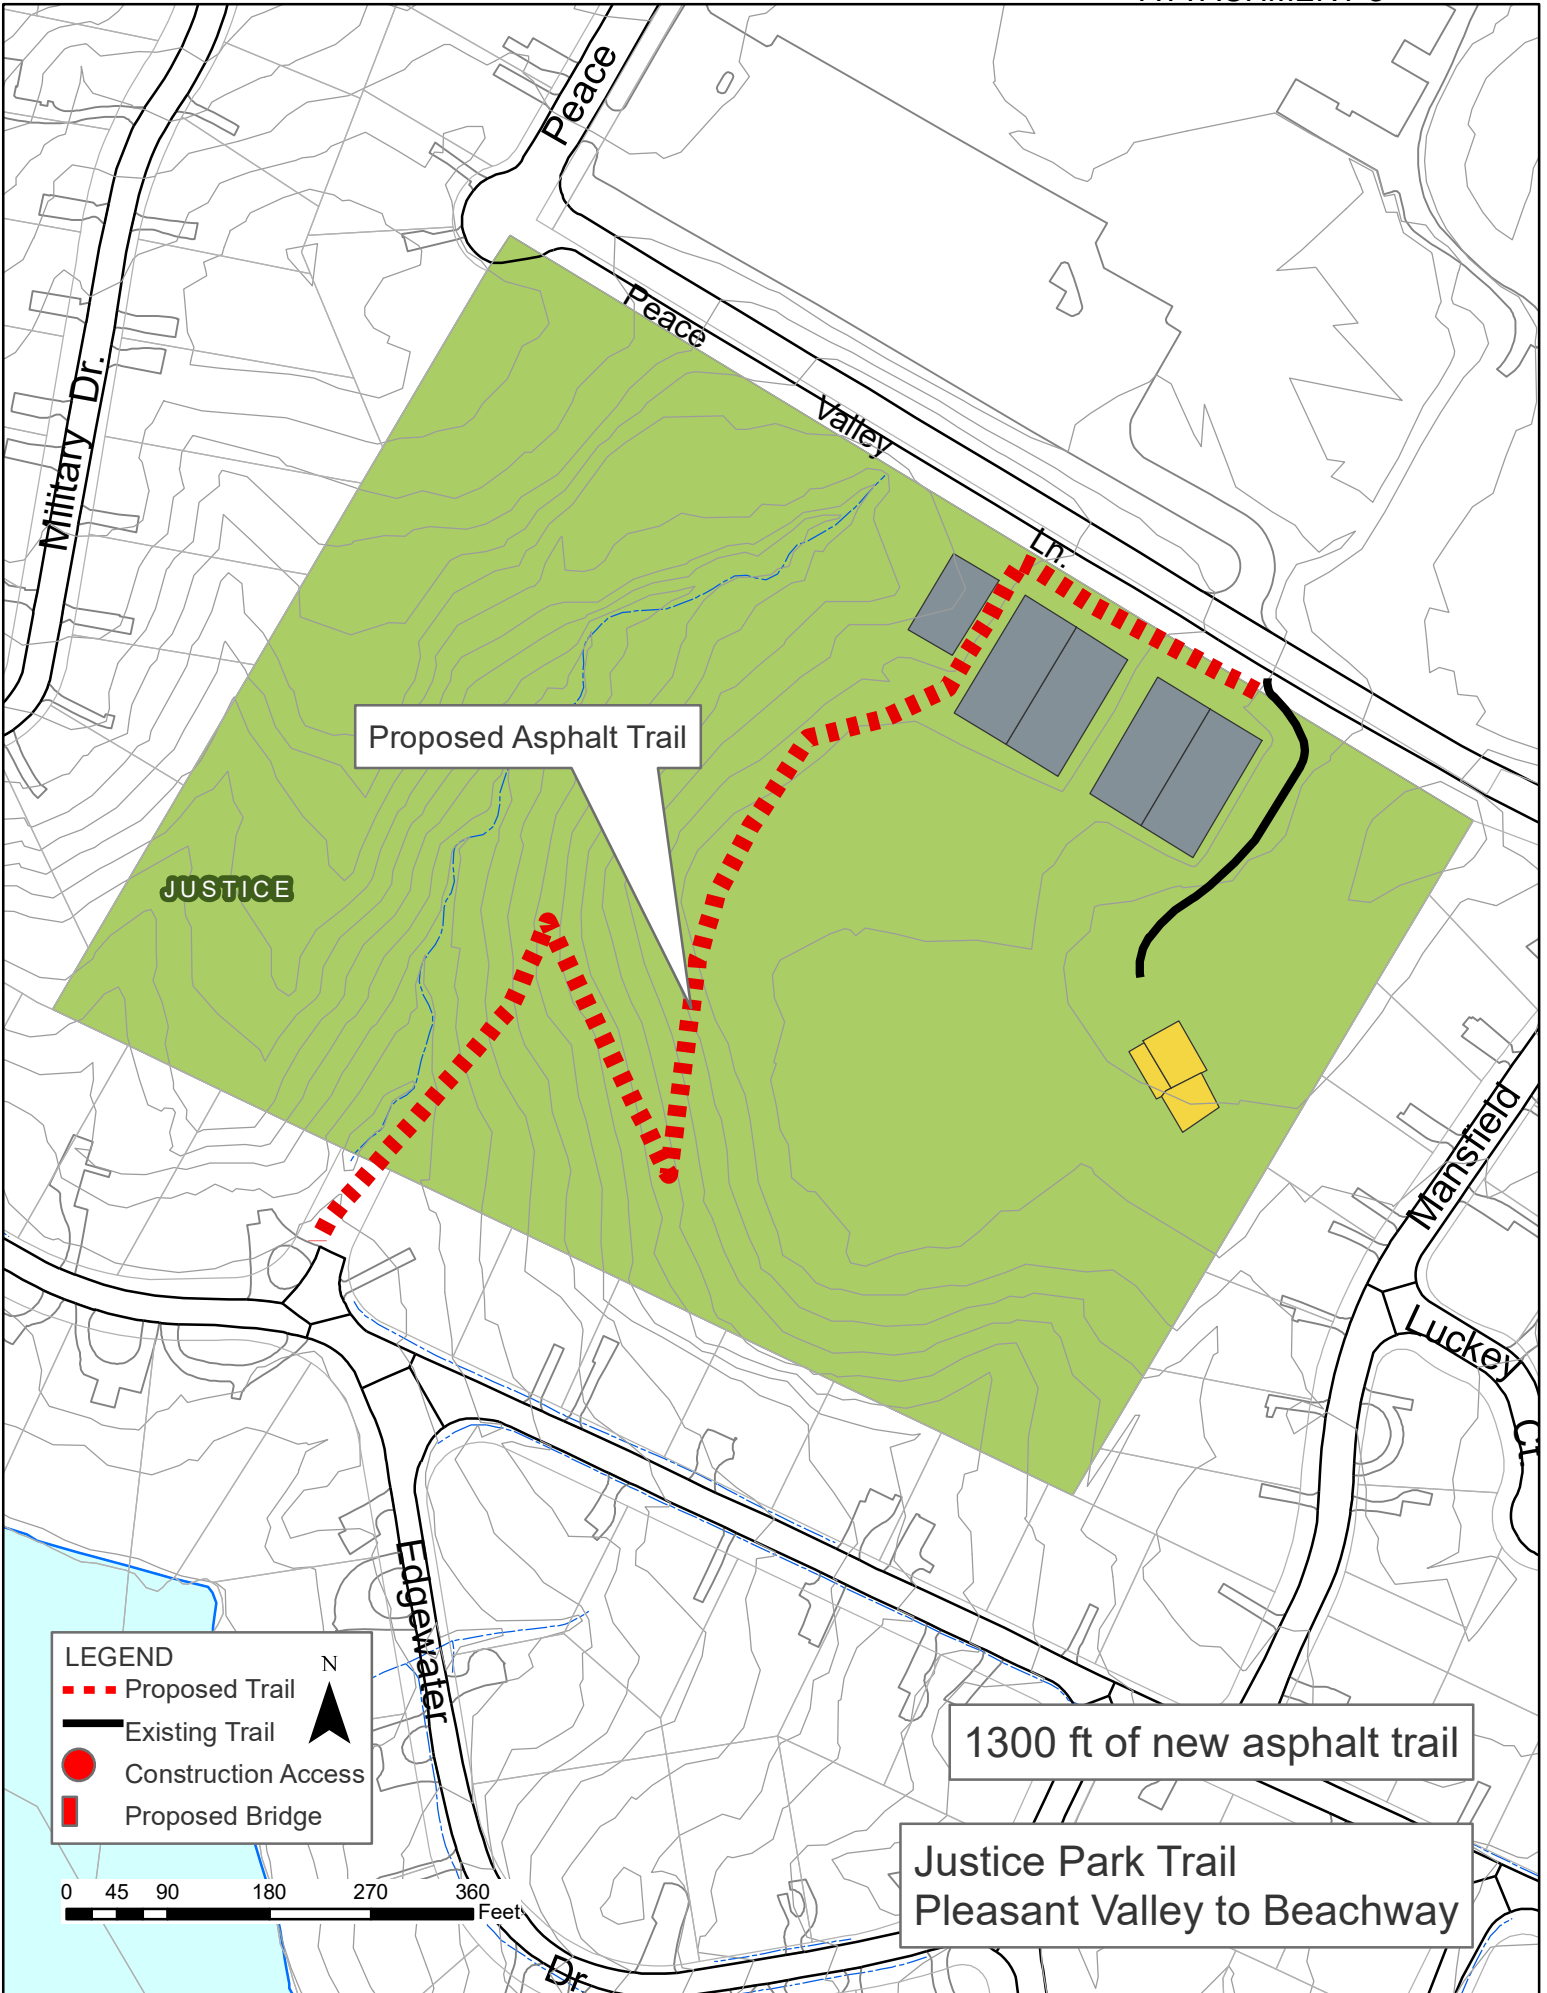 Peace
Peace
Valley
Ln.
Military Dr.
Proposed Asphalt Trail
JUSTICE
Mansfield
Luckey
Ct.
Edgewater
Dr.
LEGEND
N
Proposed Trail
Existing Trail
Construction Access
Proposed Bridge
0 45 90 180 270 360
Feet
1300 ft of new asphalt trail
Justice Park Trail
Pleasant Valley to Beachway